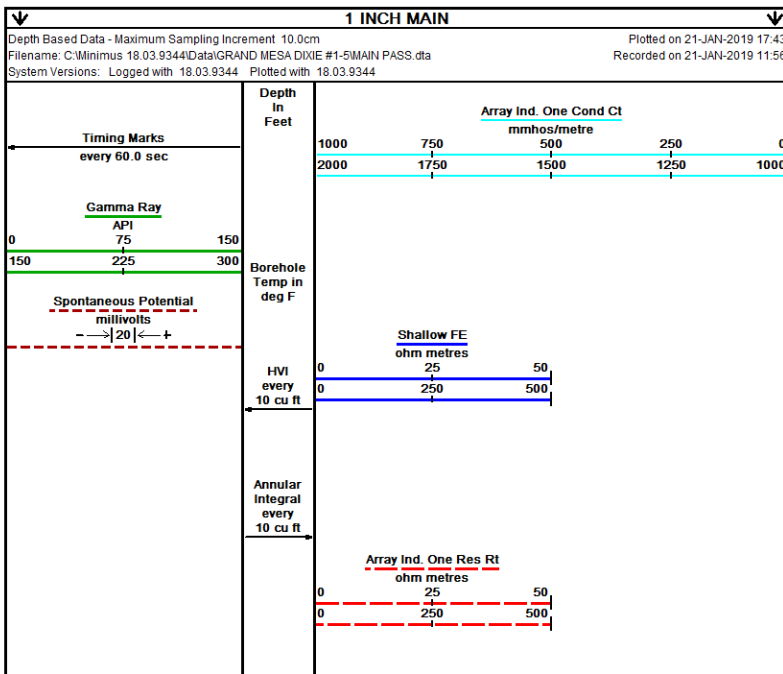 1 INCH MAIN
Depth Based Data - Maximum Sampling Increment 10.0cm
Plotted on 21-JAN-2019 17:43
Filename: C:\Minimus 18.03.9344\Data\GRAND MESA DIXIE #1-5\MAIN PASS.dta
Recorded on 21-JAN-2019 11:56
System Versions: Logged with 18.03.9344 Plotted with 18.03.9344
Timing Marks
every 60.0 sec
Gamma Ray
API
0 75 150
150 225 300
Spontaneous Potential
millivolts
- 20 +
Depth
In
Feet
Borehole
Temp in
deg F
HVI
every
10 cu ft
Annular
Integral
every
10 cu ft
Array Ind. One Cond Ct
mmhos/metre
1000 750 500 250 0
2000 1750 1500 1250 1000
Shallow FE
ohm metres
0 25 50
0 250 500
Array Ind. One Res Rt
ohm metres
0 25 50
0 250 500